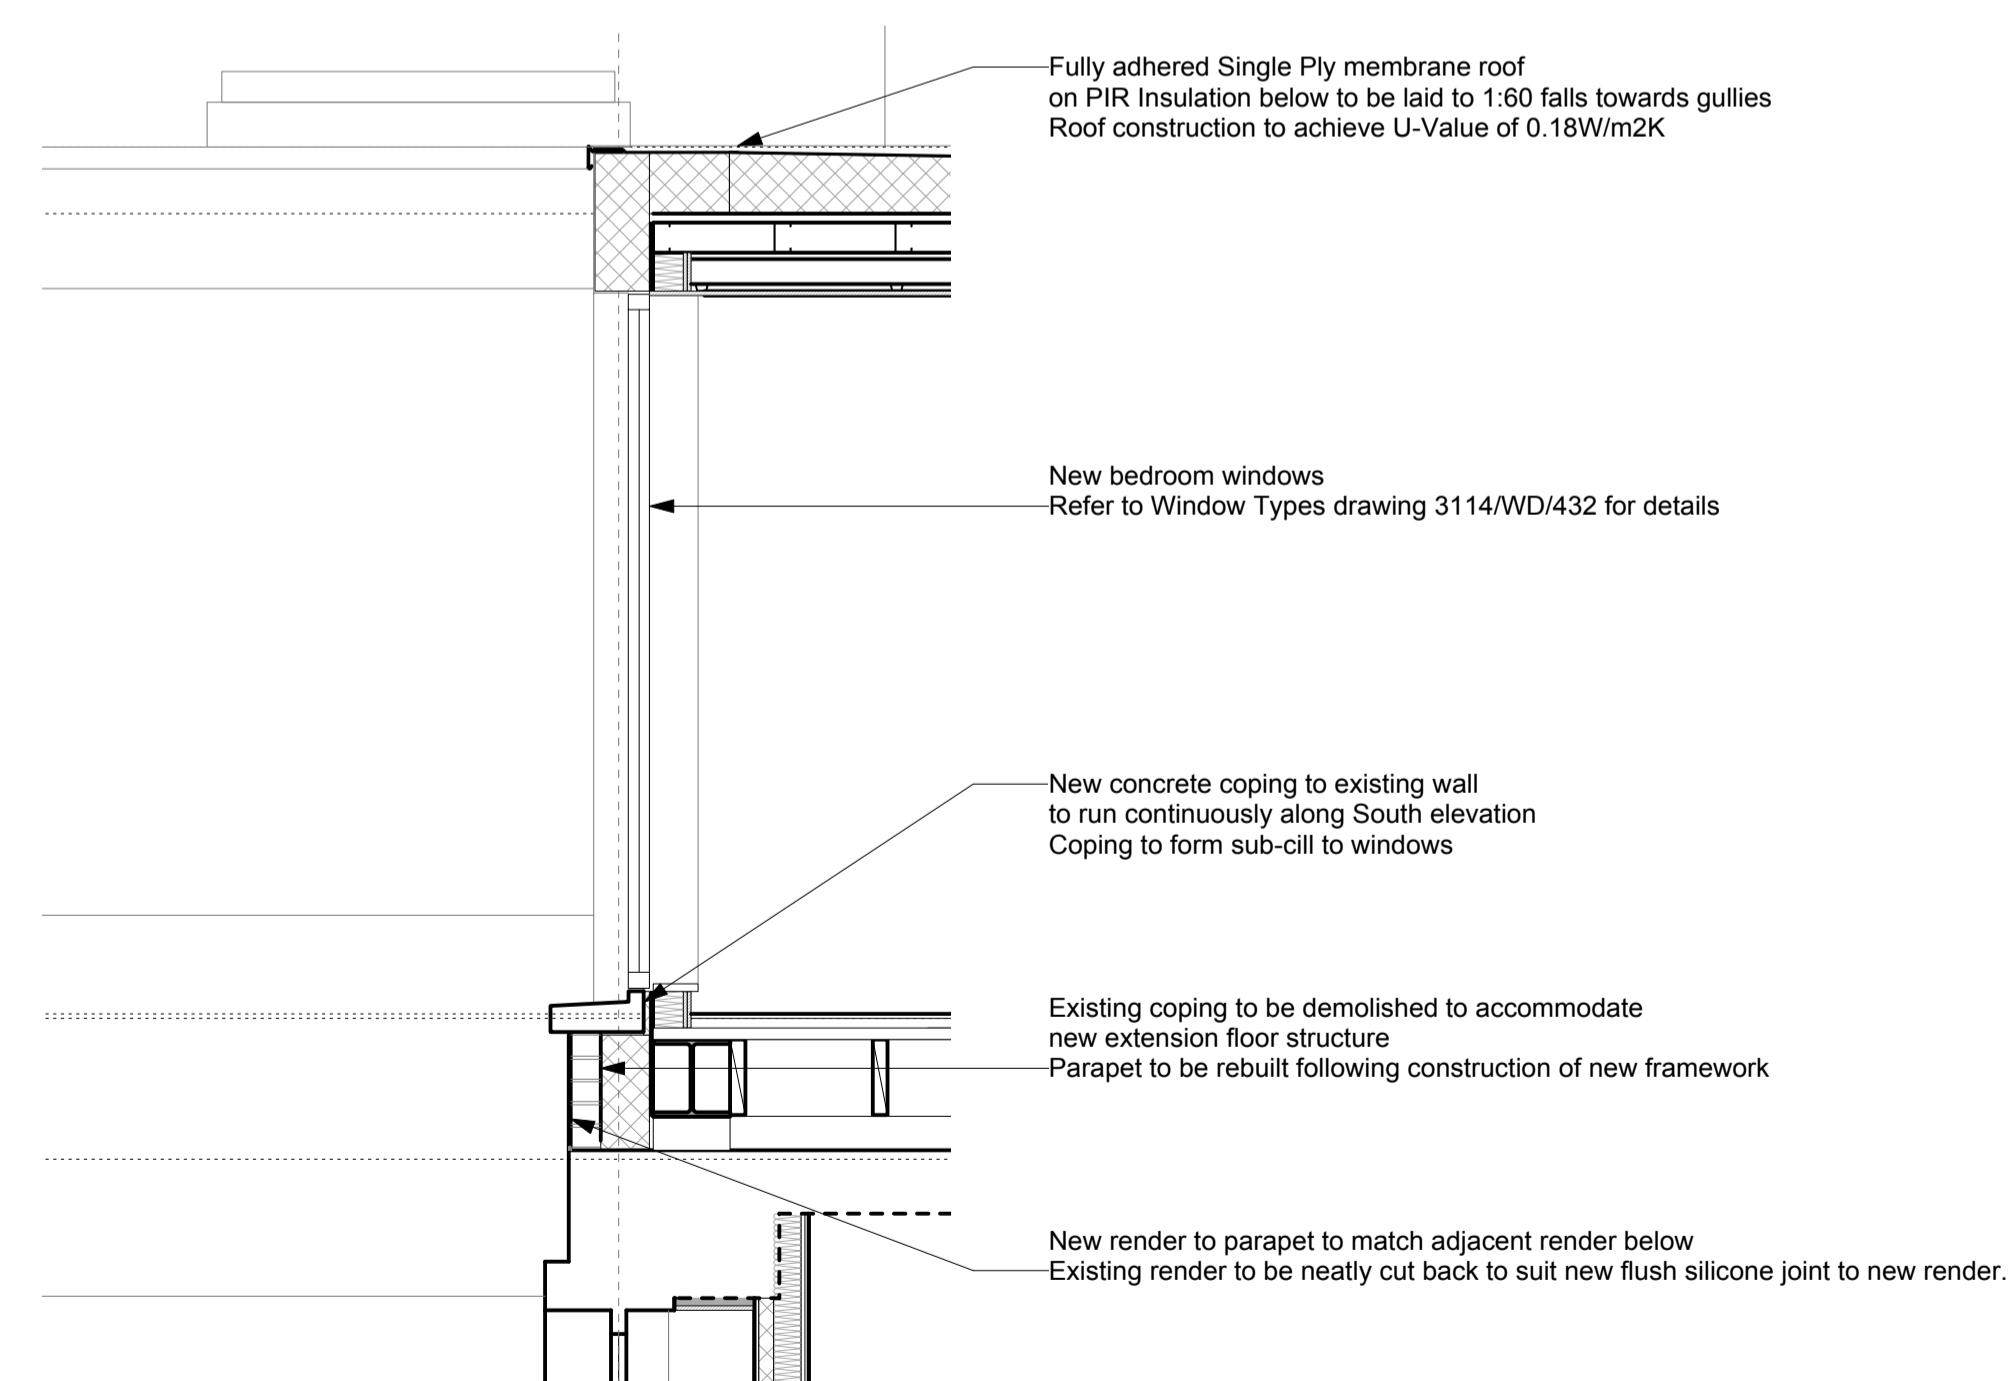 Fully adhered Single Ply membrane roof
on PIR Insulation below to be laid to 1:60 falls towards gullies
Roof construction to achieve U-Value of 0.18W/m2K
New bedroom windows
Refer to Window Types drawing 3114/WD/432 for details
New concrete coping to existing wall
to run continuously along South elevation
Coping to form sub-cill to windows
Existing coping to be demolished to accommodate
new extension floor structure
Parapet to be rebuilt following construction of new framework
New render to parapet to match adjacent render below
Existing render to be neatly cut back to suit new flush silicone joint to new render.